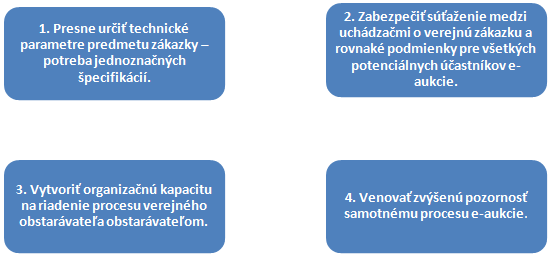 1. Presne určiť technické
parametre predmetu zákazky –
potreba jednoznačných
špecifikácií.
2. Zabezpečiť súťaženie medzi
uchádzačmi o verejnú zákazku a
rovnaké podmienky pre všetkých
potenciálnych účastníkov e-
aukcie.
3. Vytvoriť organizačnú kapacitu
na riadenie procesu verejného
obstarávateľa obstarávateľom.
4. Venovať zvýšenú pozornosť
samotnému procesu e-aukcie.